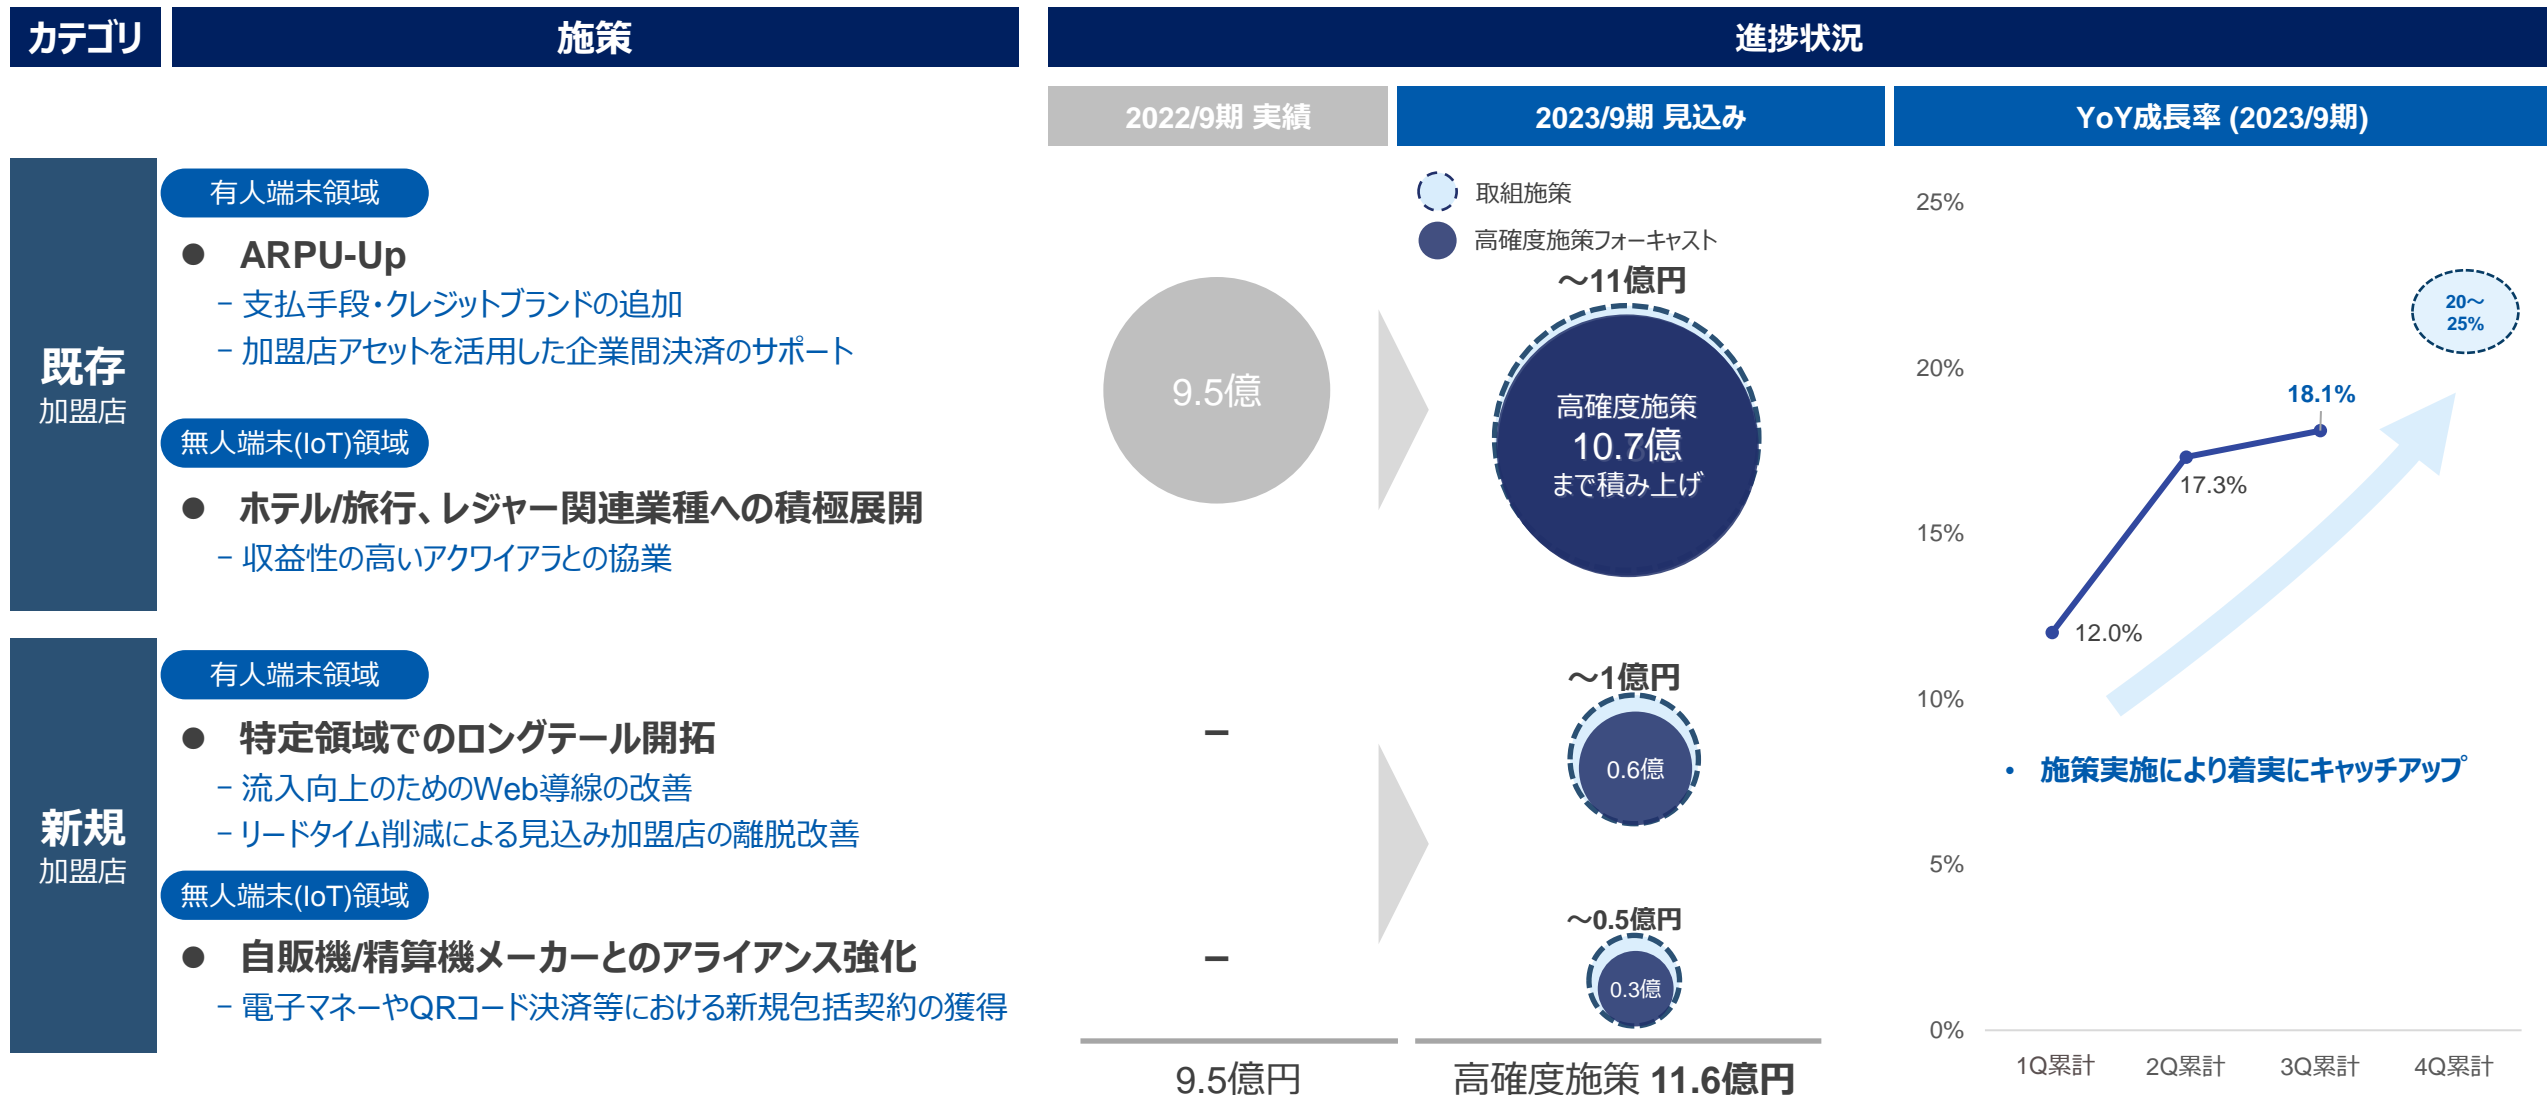 カテゴリ
施策
進捗状況
2022/9期 実績
2023/9期 見込み
YoY成長率 (2023/9期)
既存
加盟店
有人端末領域
● ARPU-Up
− 支払手段・クレジットブランドの追加
− 加盟店アセットを活用した企業間決済のサポート
無人端末(IoT)領域
● ホテル/旅行、レジャー関連業種への積極展開
− 収益性の高いアクワイアラとの協業
9.5億
取組施策
高確度施策フォーキャスト
～11億円
高確度施策
10.7億
まで積み上げ
新規
加盟店
有人端末領域
● 特定領域でのロングテール開拓
− 流入向上のためのWeb導線の改善
− リードタイム削減による見込み加盟店の離脱改善
無人端末(IoT)領域
● 自販機/精算機メーカーとのアライアンス強化
− 電子マネーやQRコード決済等における新規包括契約の獲得
−
−
～1億円
0.6億
～0.5億円
0.3億
9.5億円
高確度施策 11.6億円
25%
20%
15%
10%
5%
0%
20～
25%
18.1%
17.3%
12.0%
• 施策実施により着実にキャッチアップ
1Q累計
2Q累計
3Q累計
4Q累計